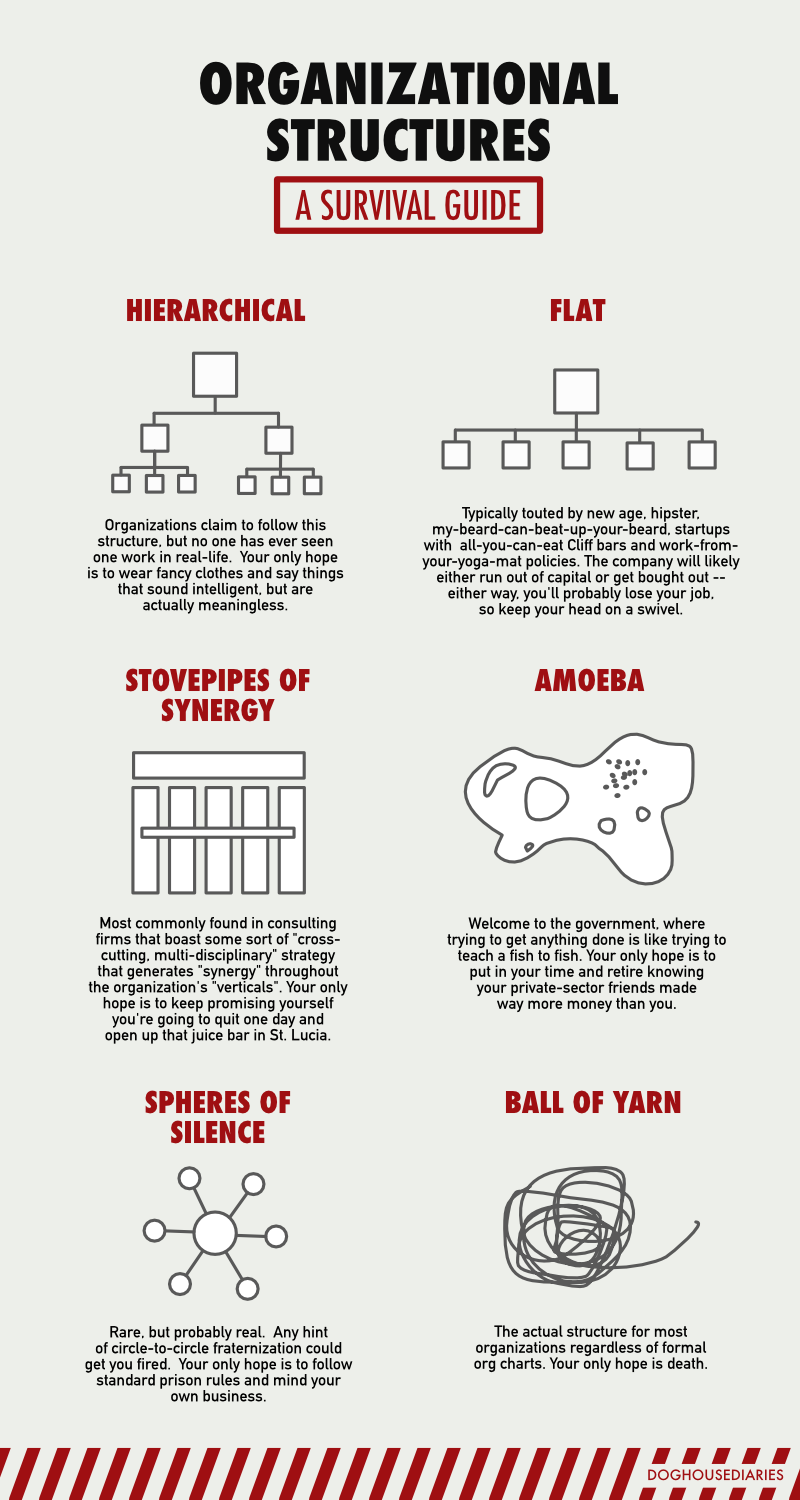 ORGANIZATIONAL
STRUCTURES
A SURVIVAL GUIDE
HIERARCHICAL
Organizations claim to follow this
structure, but no one has ever seen
one work in real-life.  Your only hope
is to wear fancy clothes and say things
that sound intelligent, but are
actually meaningless.
FLAT
Typically touted by new age, hipster,
my-beard-can-beat-up-your-beard, startups
with  all-you-can-eat Cliff bars and work-from-
your-yoga-mat policies. The company will likely
either run out of capital or get bought out --
either way, you'll probably lose your job,
so keep your head on a swivel.
STOVEPIPES OF
SYNERGY
Most commonly found in consulting
firms that boast some sort of "cross-
cutting, multi-disciplinary" strategy
that generates "synergy" throughout
the organization's "verticals". Your only
hope is to keep promising yourself
you're going to quit one day and
open up that juice bar in St. Lucia.
AMOEBA
Welcome to the government, where
trying to get anything done is like trying to
teach a fish to fish. Your only hope is to
put in your time and retire knowing
your private-sector friends made
way more money than you.
SPHERES OF
SILENCE
Rare, but probably real.  Any hint
of circle-to-circle fraternization could
get you fired.  Your only hope is to follow
standard prison rules and mind your
own business.
BALL OF YARN
The actual structure for most
organizations regardless of formal
org charts. Your only hope is death.
DOGHOUSEDIARIES